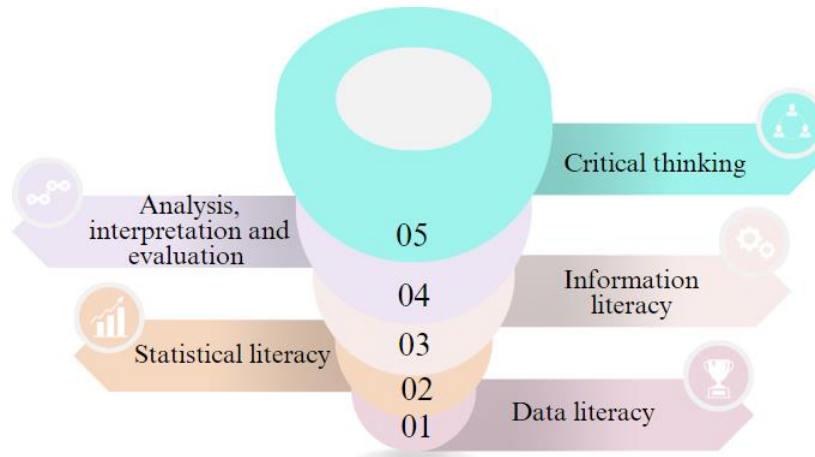 Critical thinking
Analysis,
interpretation and
evaluation
05
Information
literacy
04
Statistical literacy
03
02
Data literacy
01